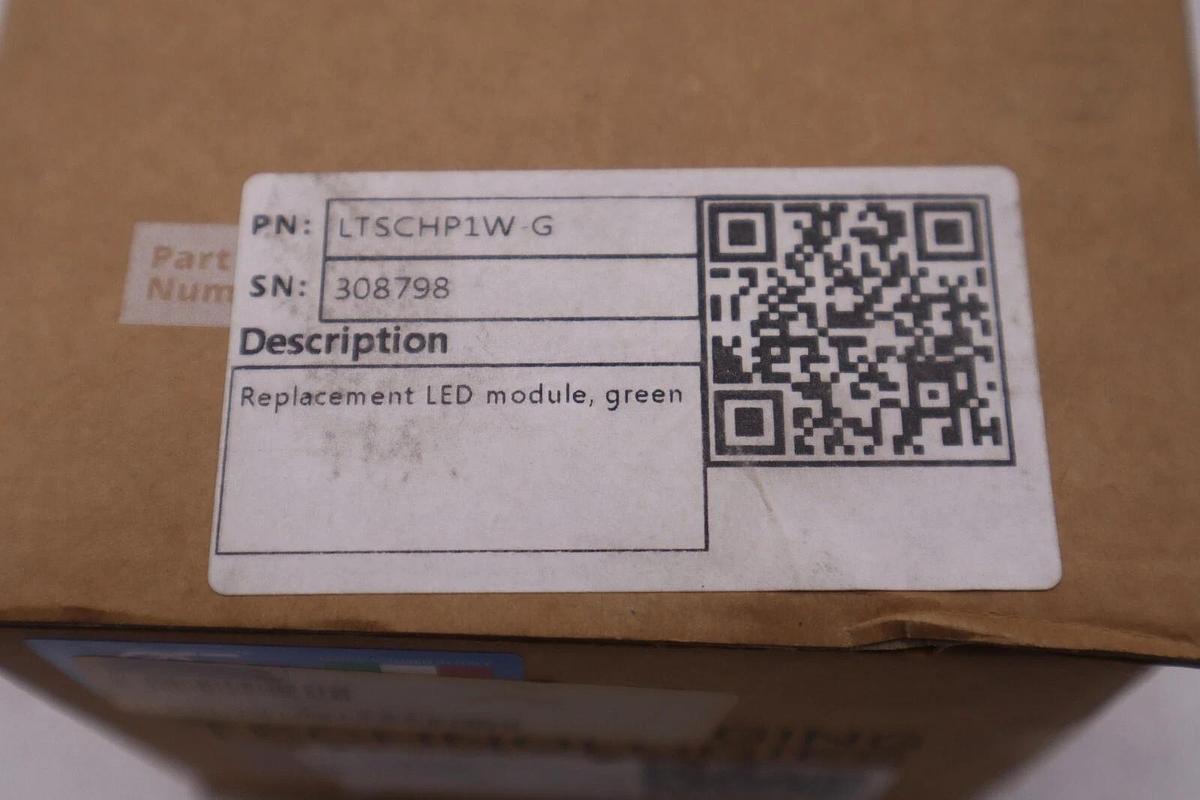 PN: LTSCHP1W-G
Part
Num
SN: 308798
Description
Replacement LED module, green